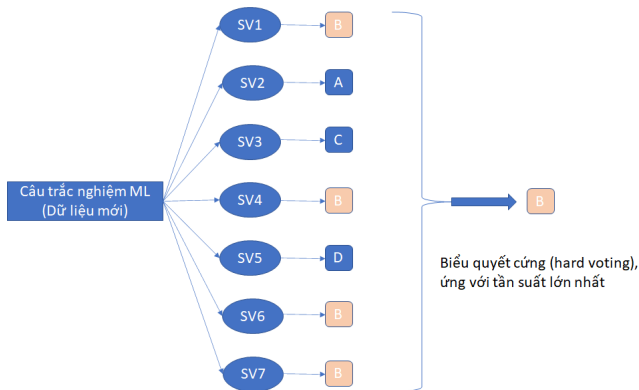 SV1
B
SV2
A
SV3
C
Câu trắc nghiệm ML
(Dữ liệu mới)
SV4
B
B
SV5
D
Biểu quyết cứng (hard voting),
ứng với tần suất lớn nhất
SV6
B
SV7
B